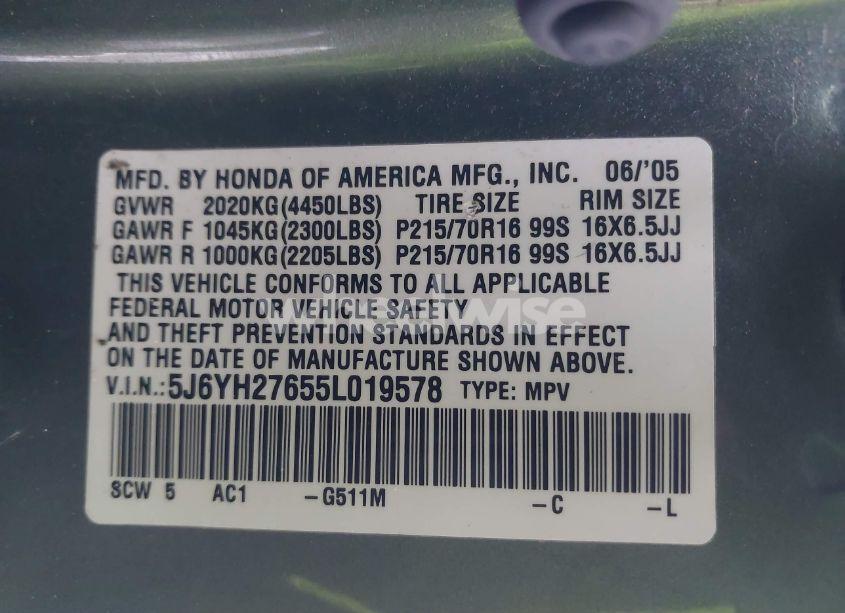 MFD. BY HONDA OF AMERICA MFG., INC. 06/'05
GVWR 2020KG(4450LBS) TIRE SIZE RIM SIZE
GAWR F 1045KG(2300LBS) P215/70R16 99S 16X6.5JJ
GAWR R 1000KG(2205LBS) P215/70R16 99S 16X6.5JJ
THIS VEHICLE CONFORMS TO ALL APPLICABLE
FEDERAL MOTOR VEHICLE SAFETY
AND THEFT PREVENTION STANDARDS IN EFFECT
ON THE DATE OF MANUFACTURE SHOWN ABOVE.
V.I.N.:5J6YH27655L019578 TYPE: MPV
SCW 5 AC1 -G511M -C -L